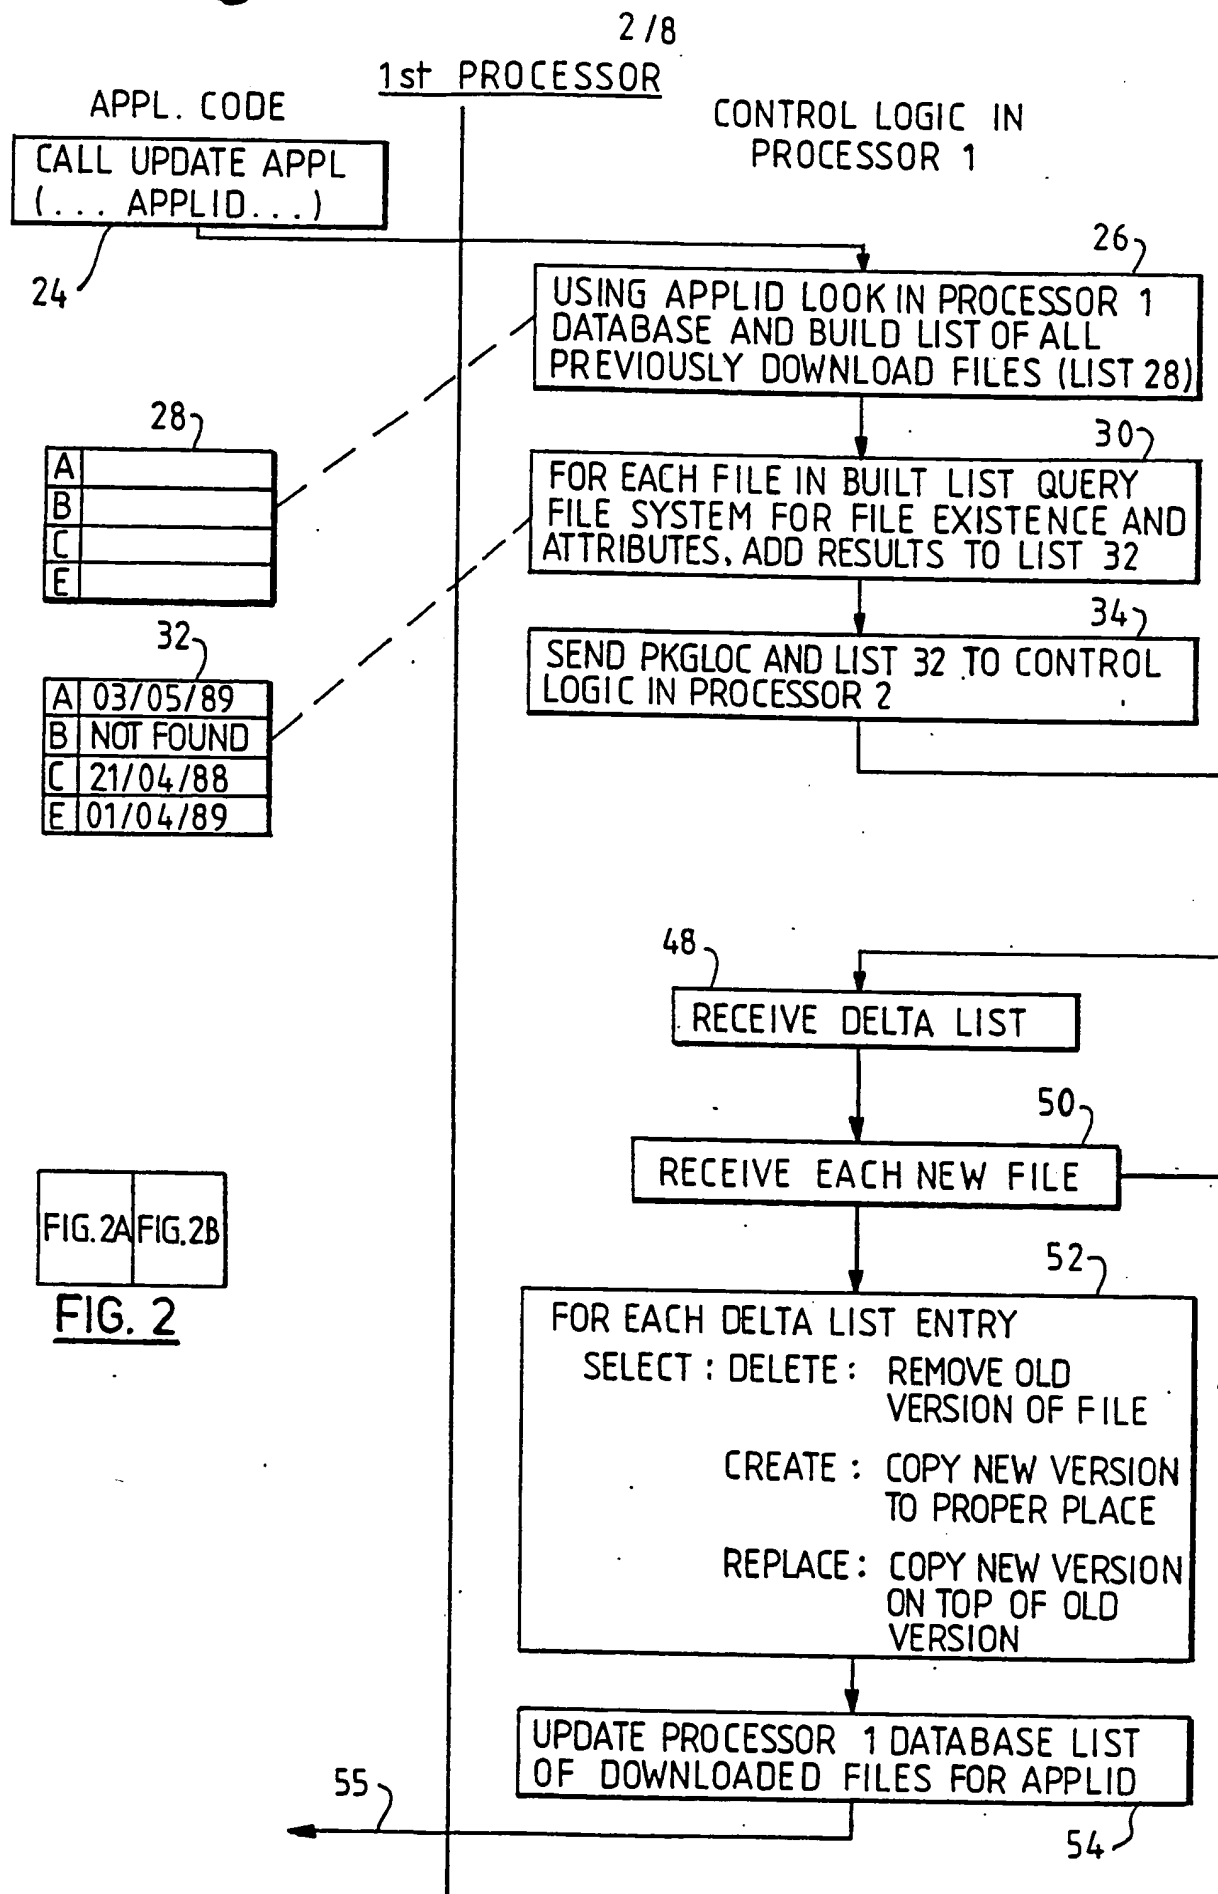 2/8
1st PROCESSOR
APPL. CODE
CONTROL LOGIC IN
PROCESSOR 1
CALL UPDATE APPL
(... APPLID...)
24
26
USING APPLID LOOK IN PROCESSOR 1
DATABASE AND BUILD LIST OF ALL
PREVIOUSLY DOWNLOAD FILES (LIST 28)
28
A
B
C
E
30
FOR EACH FILE IN BUILT LIST QUERY
FILE SYSTEM FOR FILE EXISTENCE AND
ATTRIBUTES, ADD RESULTS TO LIST 32
32
A 03/05/89
B NOT FOUND
C 21/04/88
E 01/04/89
34
SEND PKGLOC AND LIST 32 TO CONTROL
LOGIC IN PROCESSOR 2
48
RECEIVE DELTA LIST
50
RECEIVE EACH NEW FILE
FIG.2A FIG.2B
FIG. 2
52
FOR EACH DELTA LIST ENTRY
SELECT : DELETE : REMOVE OLD
VERSION OF FILE
CREATE : COPY NEW VERSION
TO PROPER PLACE
REPLACE : COPY NEW VERSION
ON TOP OF OLD
VERSION
UPDATE PROCESSOR 1 DATABASE LIST
OF DOWNLOADED FILES FOR APPLID
55
54